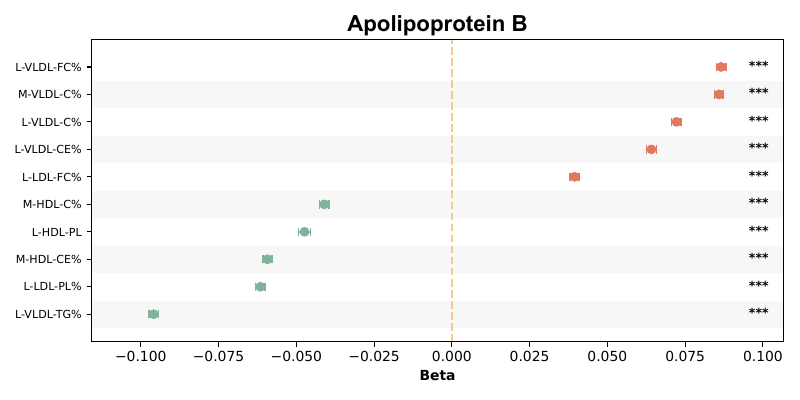 Apolipoprotein B
L-VLDL-FC% ***
M-VLDL-C% ***
L-VLDL-C% ***
L-VLDL-CE% ***
L-LDL-FC% ***
M-HDL-C% ***
L-HDL-PL ***
M-HDL-CE% ***
L-LDL-PL% ***
L-VLDL-TG% ***
−0.100 −0.075 −0.050 −0.025 0.000 0.025 0.050 0.075 0.100
Beta